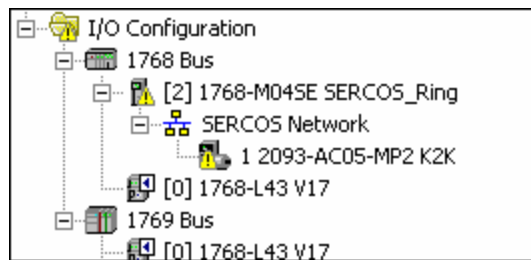 I/O Configuration
1768 Bus
[2] 1768-M04SE SERCOS_Ring
SERCOS Network
1 2093-AC05-MP2 K2K
[0] 1768-L43 V17
1769 Bus
[0] 1768-L43 V17